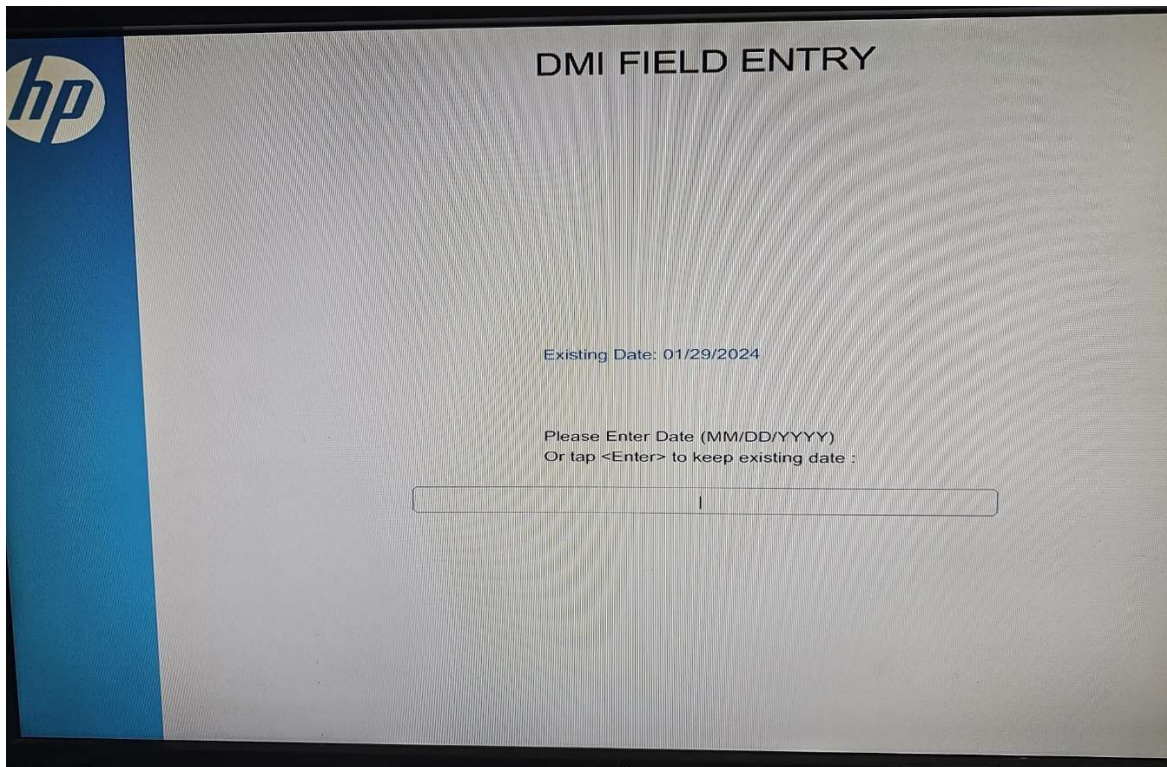 hp
DMI FIELD ENTRY
Existing Date: 01/29/2024
Please Enter Date (MM/DD/YYYY)
Or tap <Enter> to keep existing date :